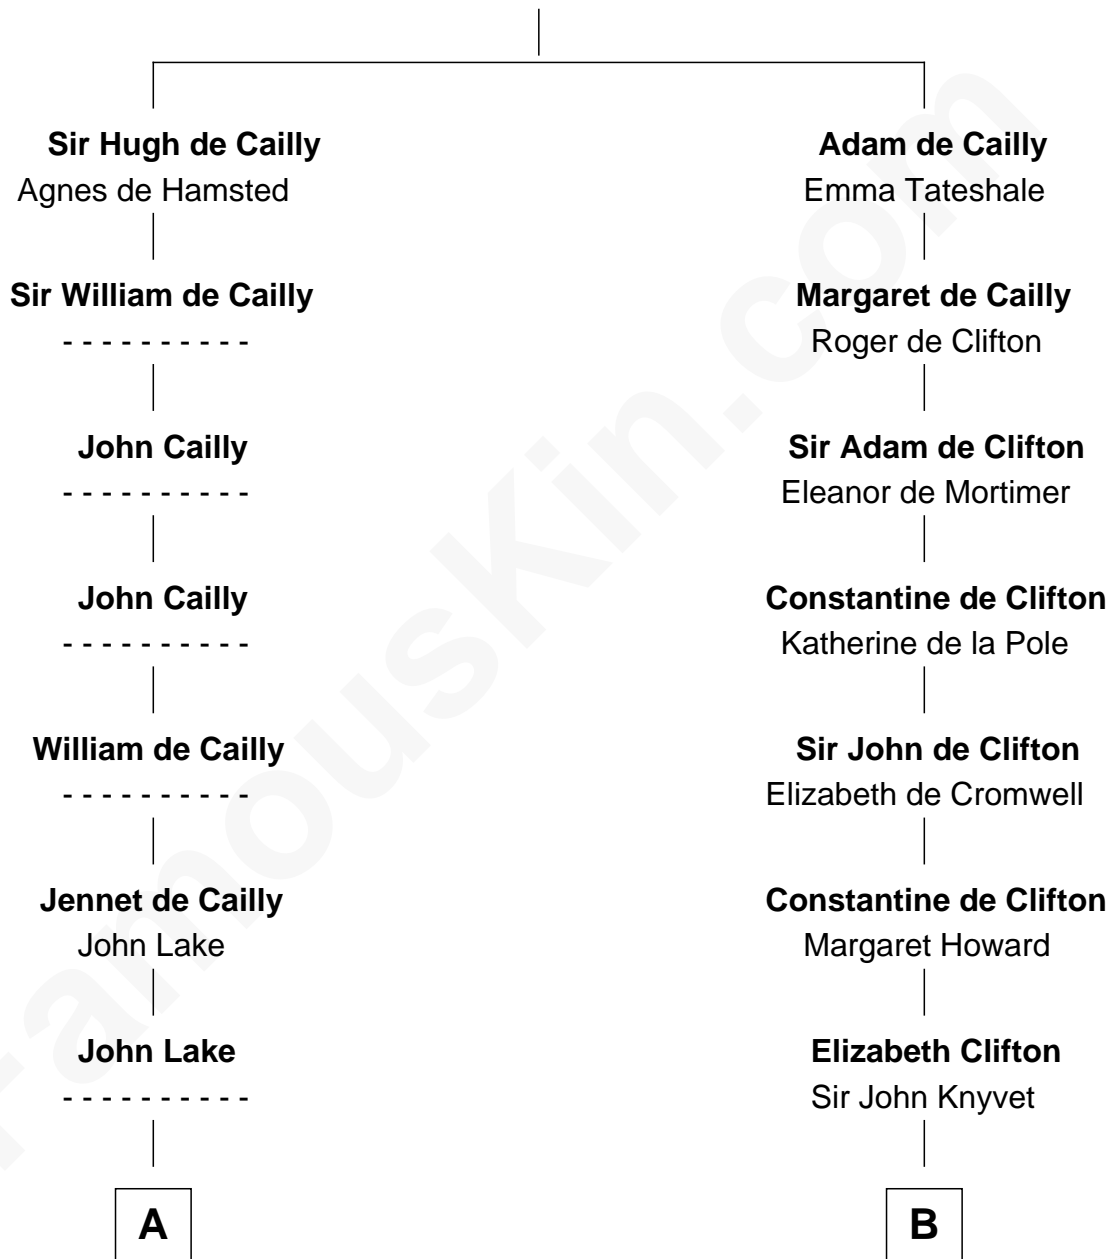 Sir Hugh de Cailly
Agnes de Hamsted
Sir William de Cailly
- - - - - - - - - -
John Cailly
- - - - - - - - - -
John Cailly
- - - - - - - - - -
William de Cailly
- - - - - - - - - -
Jennet de Cailly
John Lake
John Lake
- - - - - - - - - -
A
Adam de Cailly
Emma Tateshale
Margaret de Cailly
Roger de Clifton
Sir Adam de Clifton
Eleanor de Mortimer
Constantine de Clifton
Katherine de la Pole
Sir John de Clifton
Elizabeth de Cromwell
Constantine de Clifton
Margaret Howard
Elizabeth Clifton
Sir John Knyvet
B
FamousKin.com